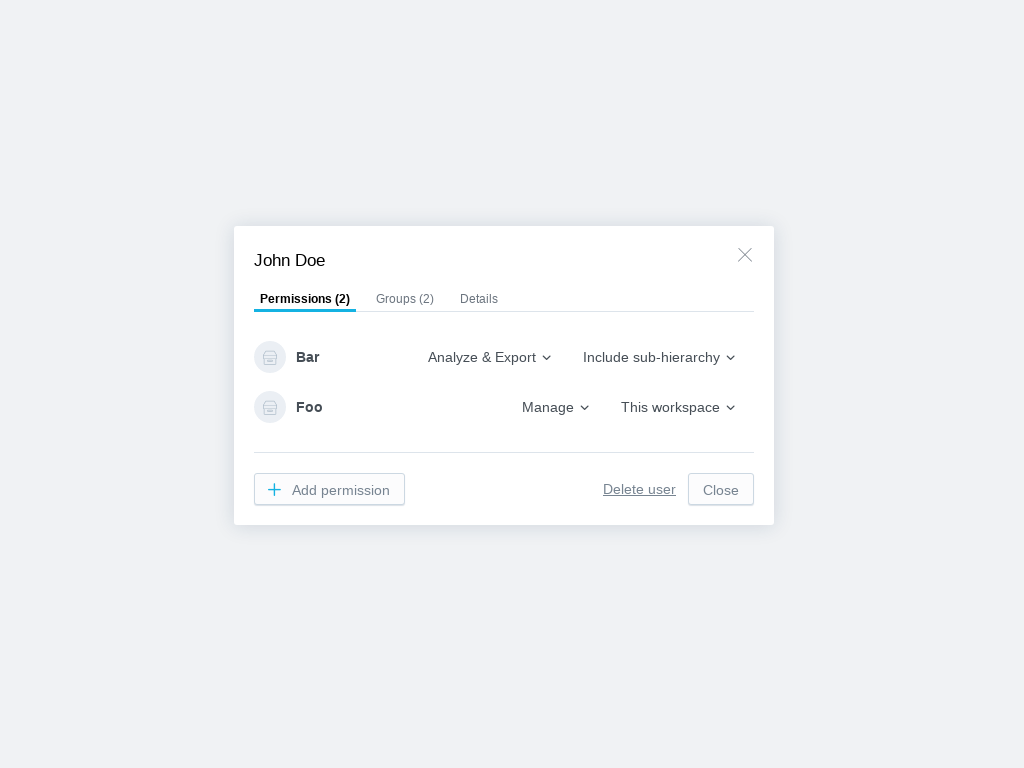 John Doe
Permissions (2) Groups (2) Details
Bar Analyze & Export Include sub-hierarchy
Foo Manage This workspace
Add permission Delete user Close